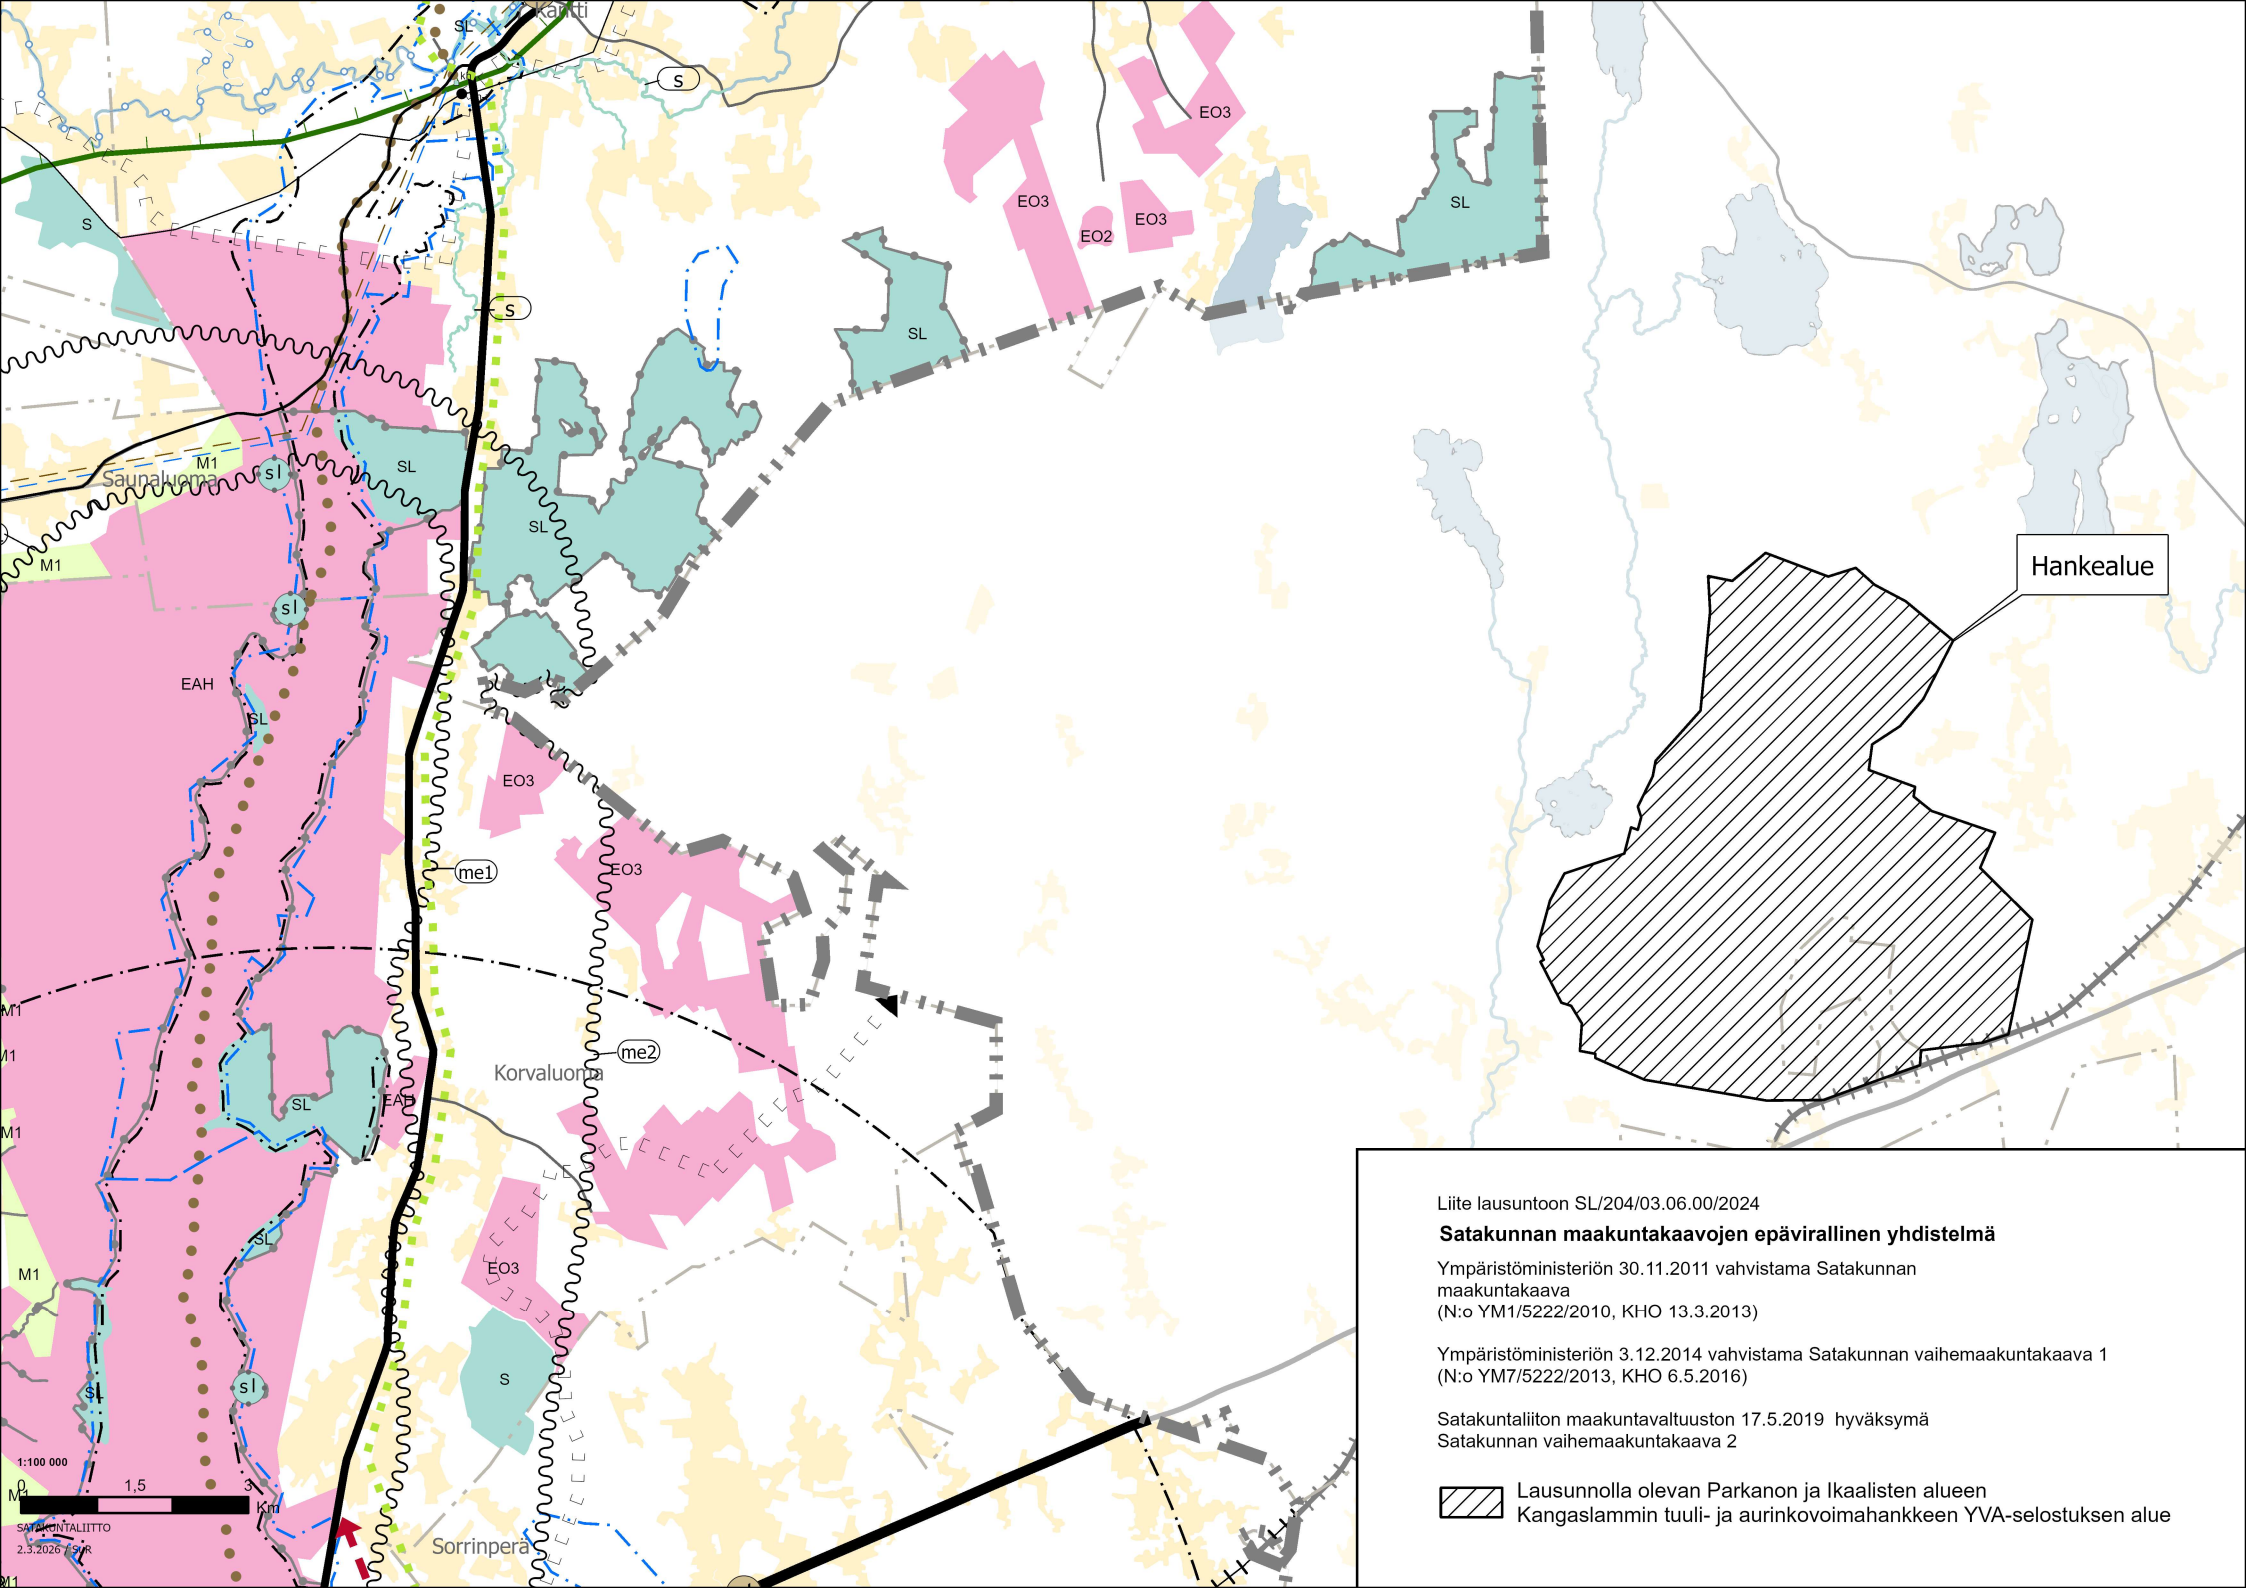 Kantti
SL
s
EO3
EO3
SL
S
EO3
EO2
s
SL
SL
M1
sl
Saunaluoma
SL
M1
Hankealue
sl
EAH
SL
EO3
me1
EO3
M1
me2
M1
Korvaluoma
EAH
SL
M1
SL
EO3
M1
S
sl
SL
1:100 000
0 1,5 3
Km
M1
SATAKUNTALIITTO
Sorrinperä
2.3.2026 / SuR
M1
Liite lausuntoon SL/204/03.06.00/2024
Satakunnan maakuntakaavojen epävirallinen yhdistelmä
Ympäristöministeriön 30.11.2011 vahvistama Satakunnan
maakuntakaava
(N:o YM1/5222/2010, KHO 13.3.2013)
Ympäristöministeriön 3.12.2014 vahvistama Satakunnan vaihemaakuntakaava 1
(N:o YM7/5222/2013, KHO 6.5.2016)
Satakuntaliiton maakuntavaltuuston 17.5.2019 hyväksymä
Satakunnan vaihemaakuntakaava 2
Lausunnolla olevan Parkanon ja Ikaalisten alueen
Kangaslammin tuuli- ja aurinkovoimahankkeen YVA-selostuksen alue